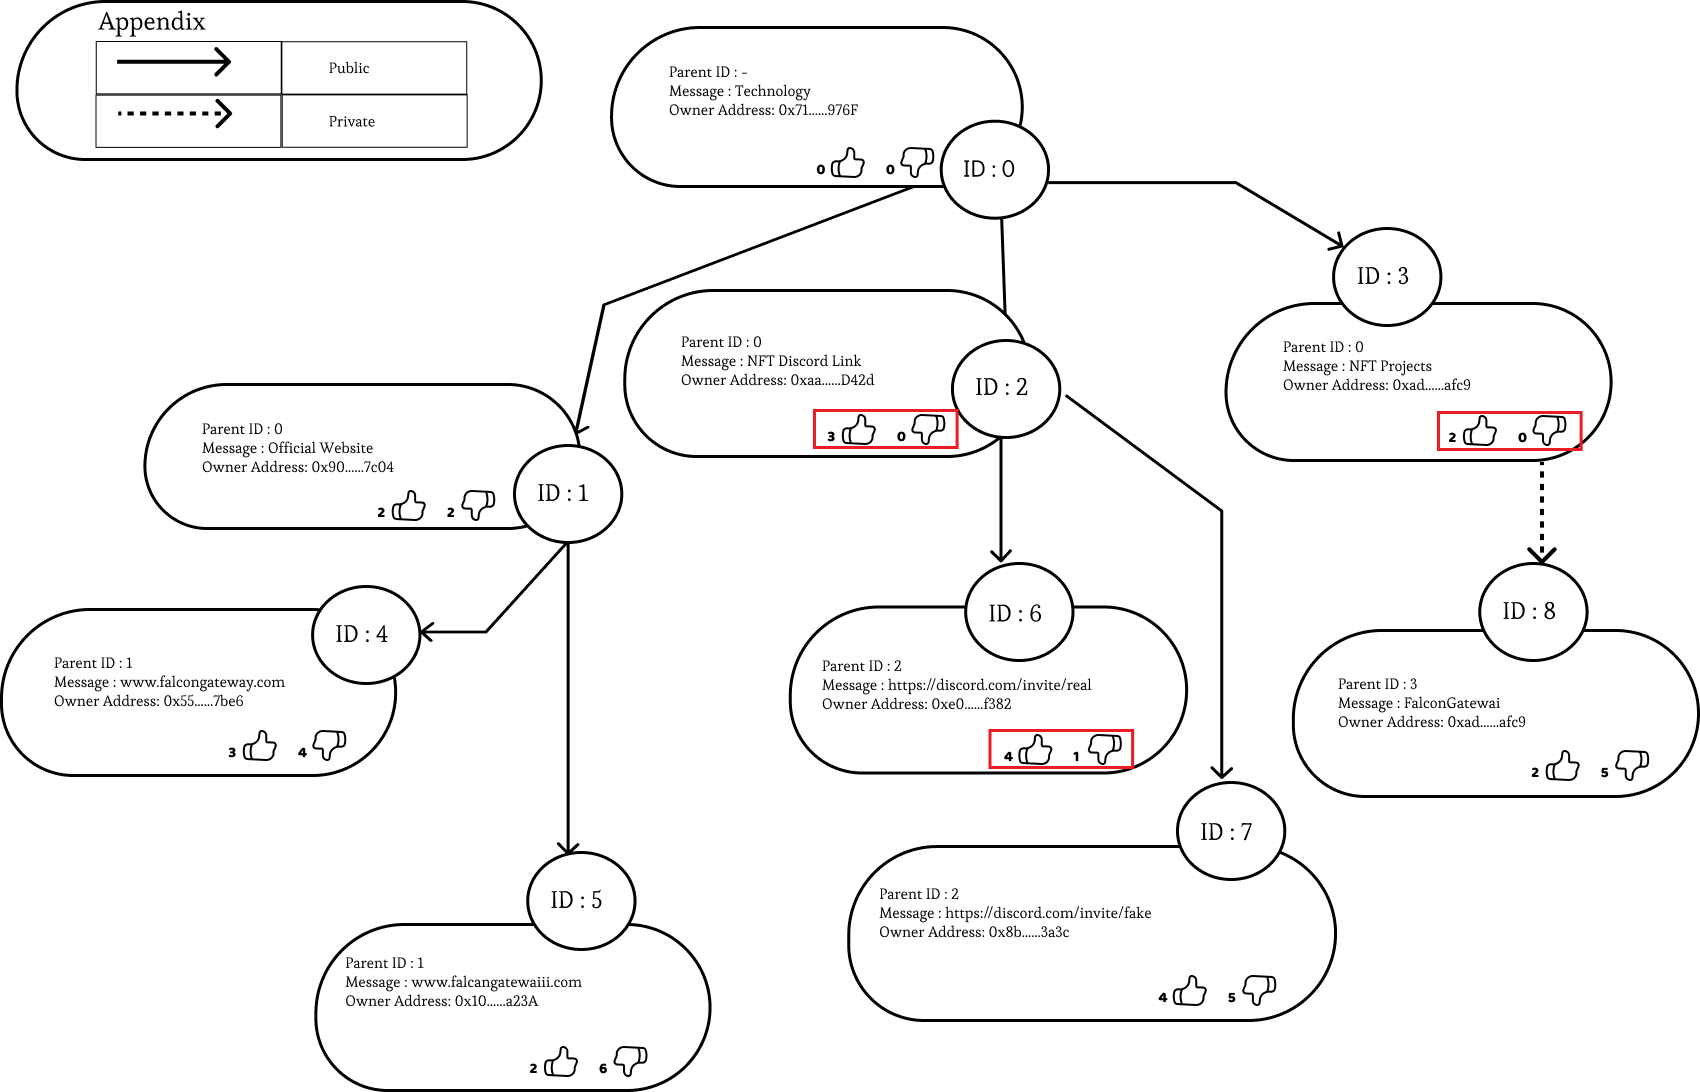 Appendix
Public
Private
Parent ID : -
Message : Technology
Owner Address: 0x71......976F
0 0
ID : 0
ID : 3
Parent ID : 0
Message : NFT Projects
Owner Address: 0xad......afc9
2 0
Parent ID : 0
Message : NFT Discord Link
Owner Address: 0xaa......D42d
3 0
ID : 2
Parent ID : 0
Message : Official Website
Owner Address: 0x90......7c04
2 2
ID : 1
ID : 4
Parent ID : 1
Message : www.falcongateway.com
Owner Address: 0x55......7be6
3 4
ID : 6
Parent ID : 2
Message : https://discord.com/invite/real
Owner Address: 0xe0......f382
4 1
ID : 8
Parent ID : 3
Message : FalconGatewai
Owner Address: 0xad......afc9
2 5
ID : 7
Parent ID : 2
Message : https://discord.com/invite/fake
Owner Address: 0x8b......3a3c
4 5
ID : 5
Parent ID : 1
Message : www.falcangatewaiii.com
Owner Address: 0x10......a23A
2 6